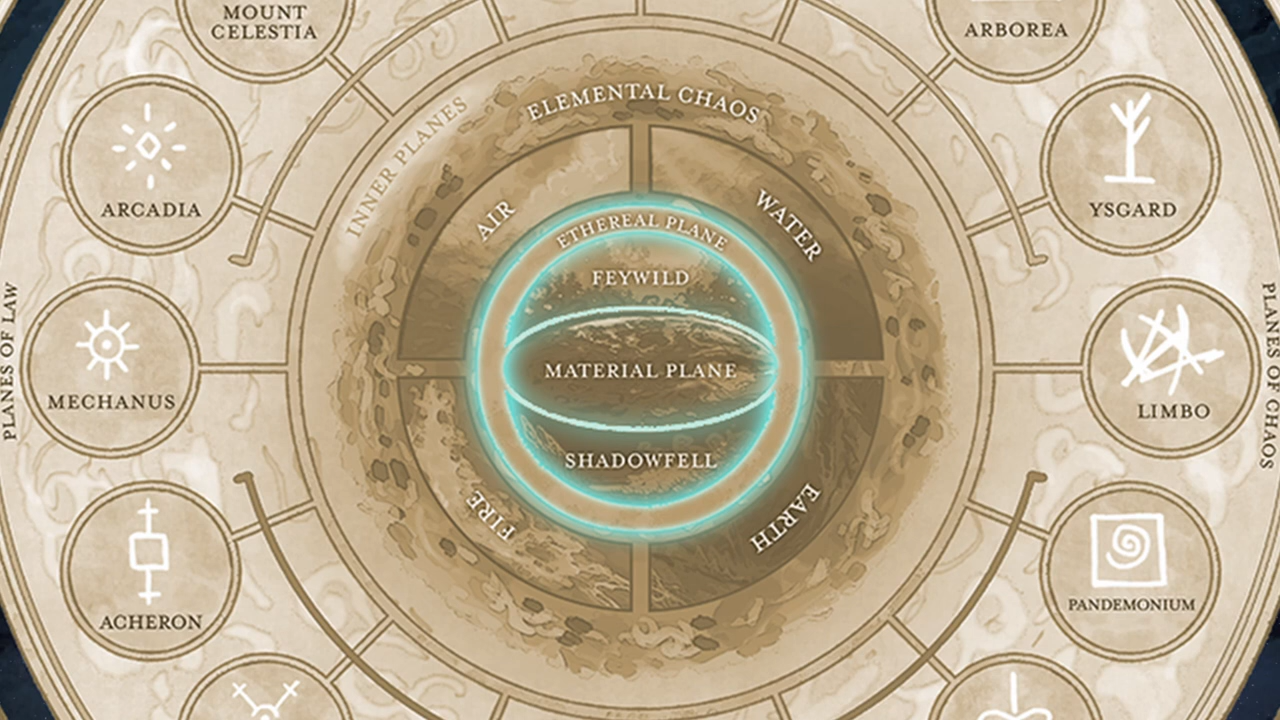 MOUNT
CELESTIA
ARBOREA
ELEMENTAL CHAOS
INNER PLANES
ARCADIA
YSGARD
AIR
WATER
ETHEREAL PLANE
FEYWILD
PLANES OF LAW
MECHANUS
MATERIAL PLANE
LIMBO
PLANES OF CHAOS
SHADOWFELL
FIRE
EARTH
ACHERON
PANDEMONIUM